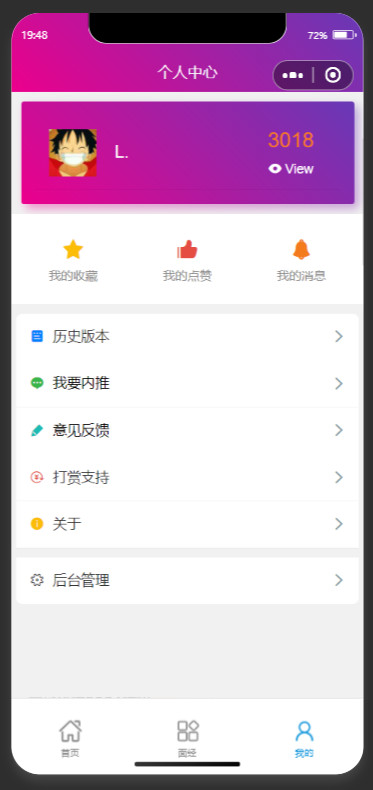 19:48
72%
个人中心
L.
3018
View
我的收藏
我的点赞
我的消息
历史版本
我要内推
意见反馈
打赏支持
关于
后台管理
首页
面经
我的